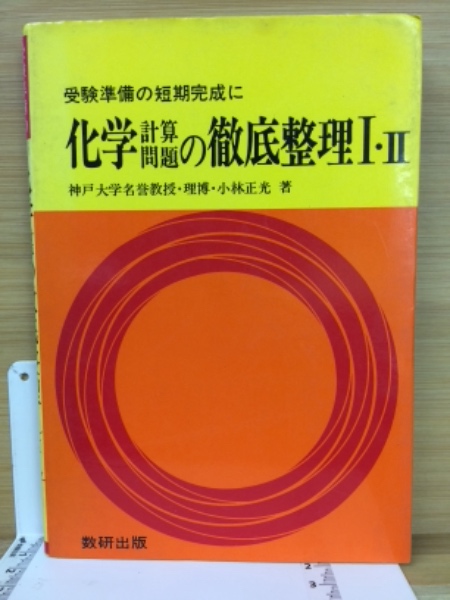 受験準備の短期完成に
化学計算問題の徹底整理I・II
神戸大学名誉教授・理博・小林正光 著
数研出版
2
3